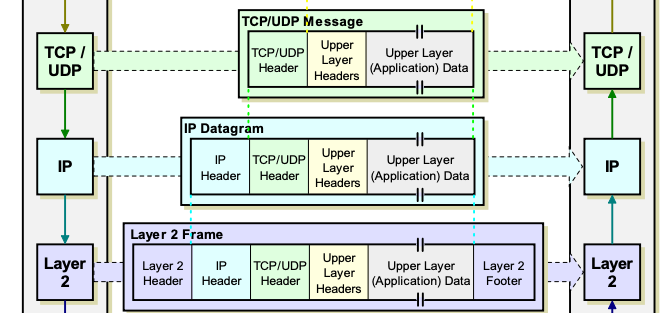 TCP/UDP Message
TCP /
UDP
TCP/UDP
Header
Upper
Layer
Headers
Upper Layer
(Application) Data
TCP /
UDP
IP Datagram
IP
IP
Header
TCP/UDP
Header
Upper
Layer
Headers
Upper Layer
(Application) Data
IP
Layer 2 Frame
Layer
2
Layer 2
Header
IP
Header
TCP/UDP
Header
Upper
Layer
Headers
Upper Layer
(Application) Data
Layer 2
Footer
Layer
2